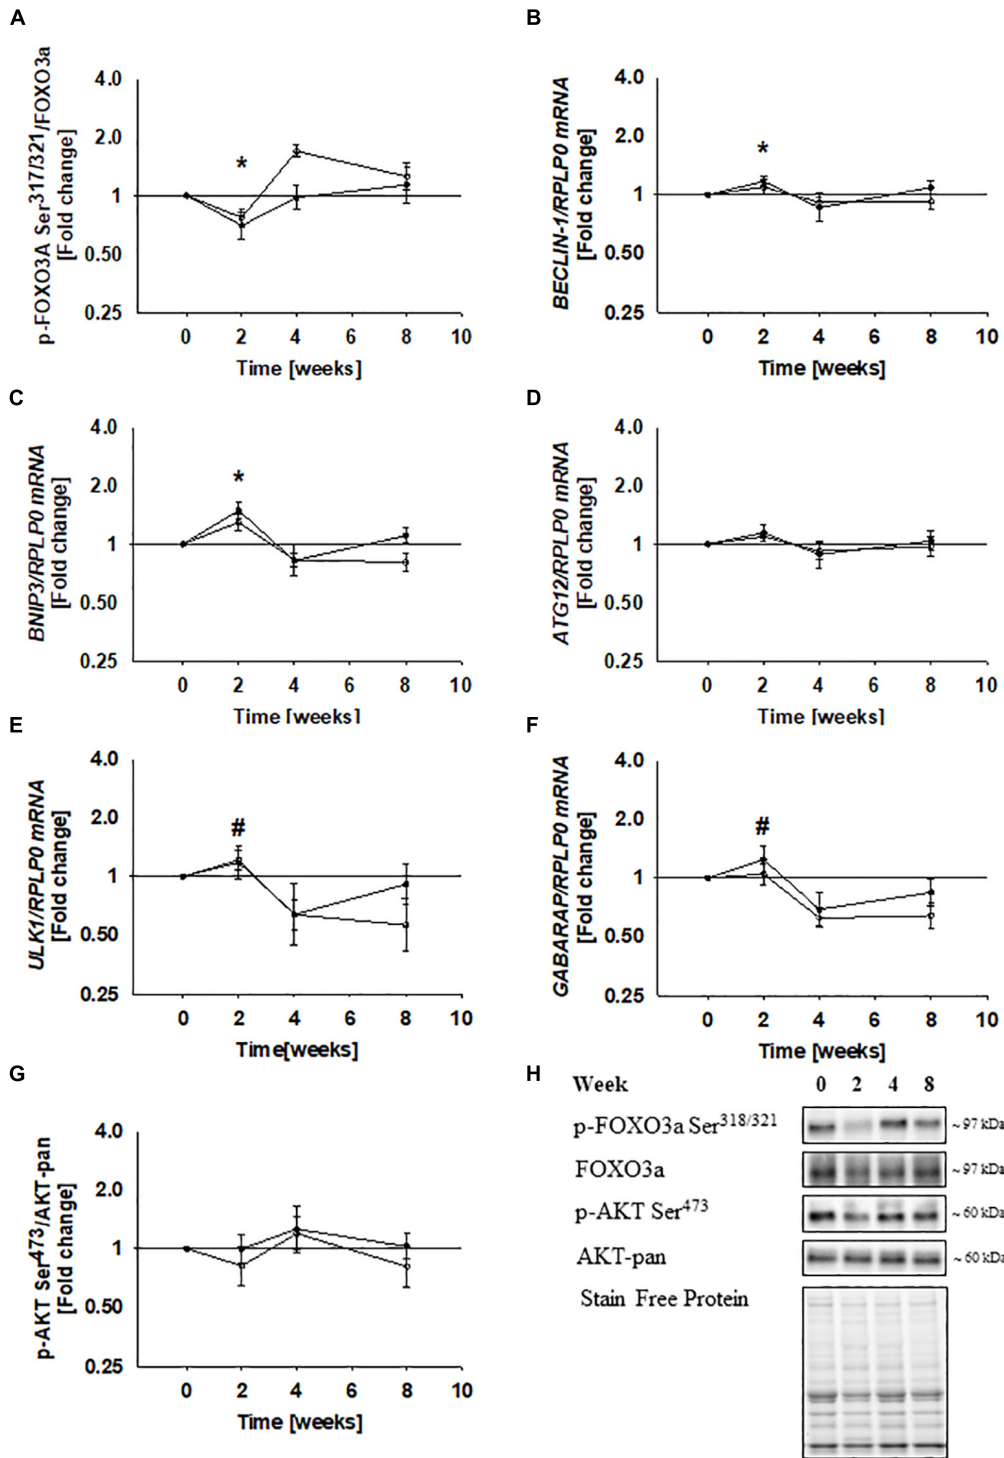 A
p-FOXO3A Ser317/321/FOXO3a
[Fold change]
4.0
2.0
1
0.50
0.25
*
0 2 4 6 8 10
Time [weeks]
B
BECLIN-1/RPLP0 mRNA
[Fold change]
4.0
2.0
1
0.50
0.25
*
0 2 4 6 8 10
Time [weeks]
C
BNIP3/RPLP0 mRNA
[Fold change]
4.0
2.0
1
0.50
0.25
*
0 2 4 6 8 10
Time [weeks]
D
ATG12/RPLP0 mRNA
[Fold change]
4.0
2.0
1
0.50
0.25
0 2 4 6 8 10
Time [weeks]
E
ULK1/RPLP0 mRNA
[Fold change]
4.0
2.0
1
0.50
0.25
#
0 2 4 6 8 10
Time[weeks]
F
GABARAP/RPLP0 mRNA
[Fold change]
4.0
2.0
1
0.50
0.25
#
0 2 4 6 8 10
Time [weeks]
G
p-AKT Ser473/AKT-pan
[Fold change]
4.0
2.0
1
0.50
0.25
0 2 4 6 8 10
Time [weeks]
H
Week 0 2 4 8
p-FOXO3a Ser318/321 ~ 97 kDa
FOXO3a ~ 97 kDa
p-AKT Ser473 ~ 60 kDa
AKT-pan ~ 60 kDa
Stain Free Protein